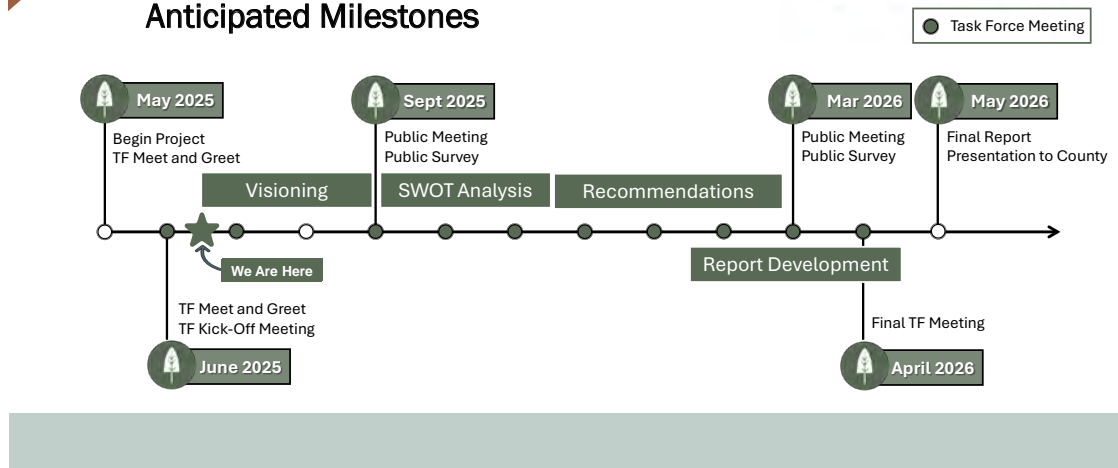 Anticipated Milestones
Task Force Meeting
May 2025
Sept 2025
Mar 2026
May 2026
Begin Project
TF Meet and Greet
Public Meeting
Public Survey
Public Meeting
Public Survey
Final Report
Presentation to County
Visioning
SWOT Analysis
Recommendations
We Are Here
Report Development
TF Meet and Greet
TF Kick-Off Meeting
Final TF Meeting
June 2025
April 2026